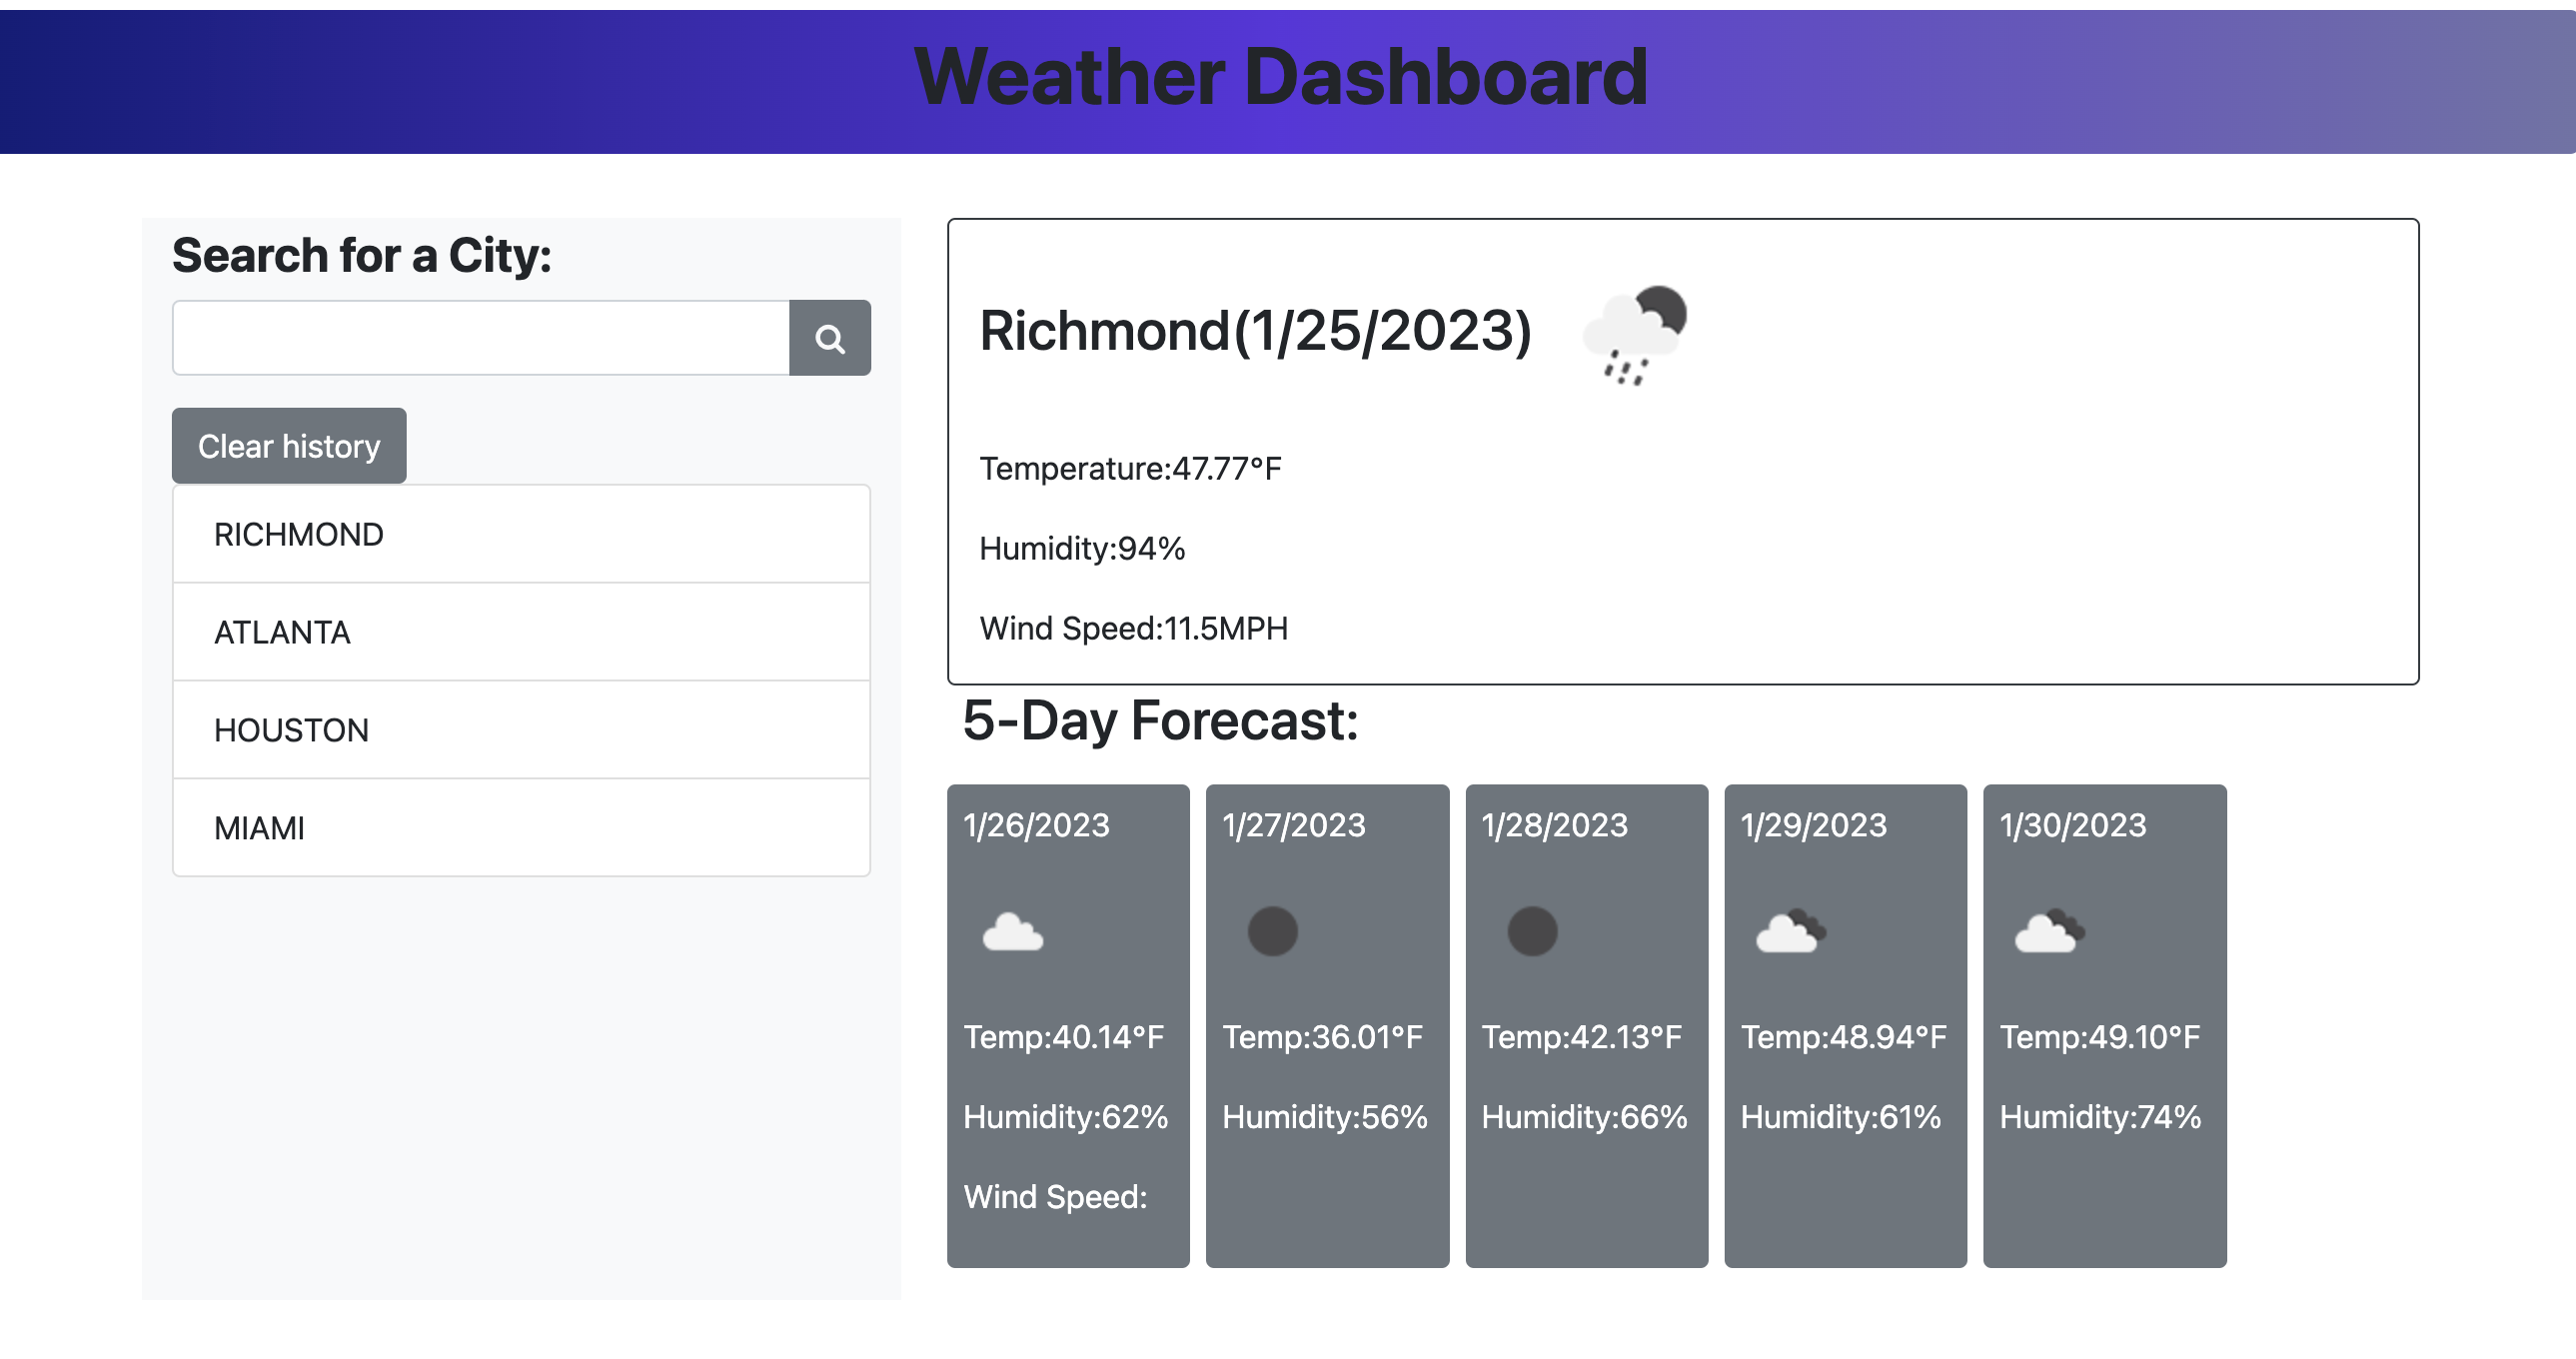 Weather Dashboard
Search for a City:
Clear history
RICHMOND
ATLANTA
HOUSTON
MIAMI
Richmond(1/25/2023)
Temperature:47.77°F
Humidity:94%
Wind Speed:11.5MPH
5-Day Forecast:
1/26/2023
Temp:40.14°F
Humidity:62%
Wind Speed:
1/27/2023
Temp:36.01°F
Humidity:56%
1/28/2023
Temp:42.13°F
Humidity:66%
1/29/2023
Temp:48.94°F
Humidity:61%
1/30/2023
Temp:49.10°F
Humidity:74%